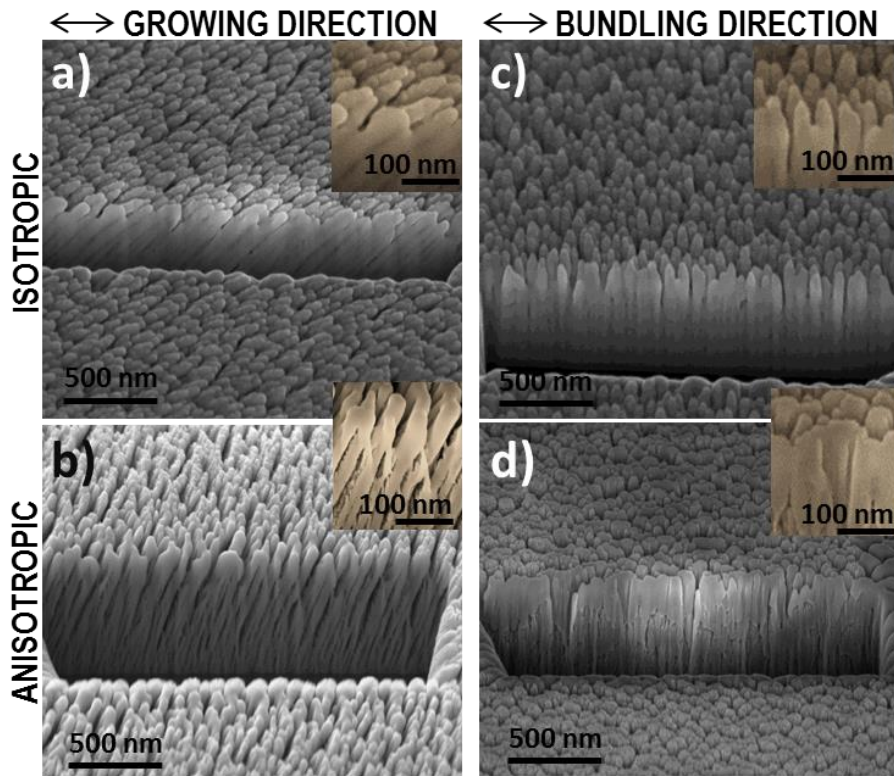 GROWING DIRECTION
BUNDLING DIRECTION
ISOTROPIC
a)
100 nm
500 nm
c)
100 nm
500 nm
ANISOTROPIC
b)
100 nm
500 nm
d)
100 nm
500 nm